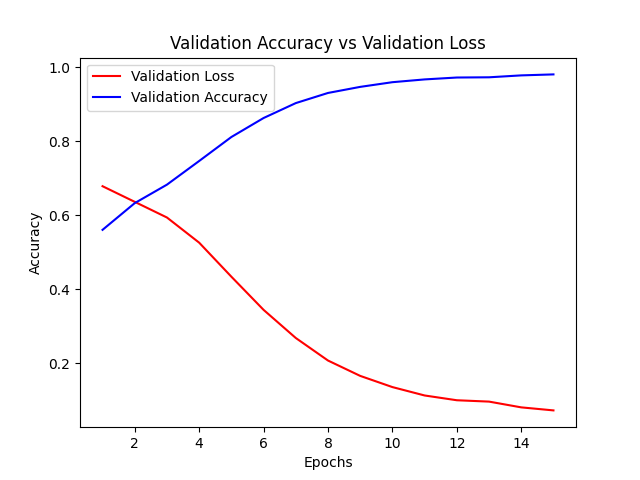 Validation Accuracy vs Validation Loss
Validation Loss
Validation Accuracy
1.0
0.8
0.6
0.4
0.2
Accuracy
2 4 6 8 10 12 14
Epochs